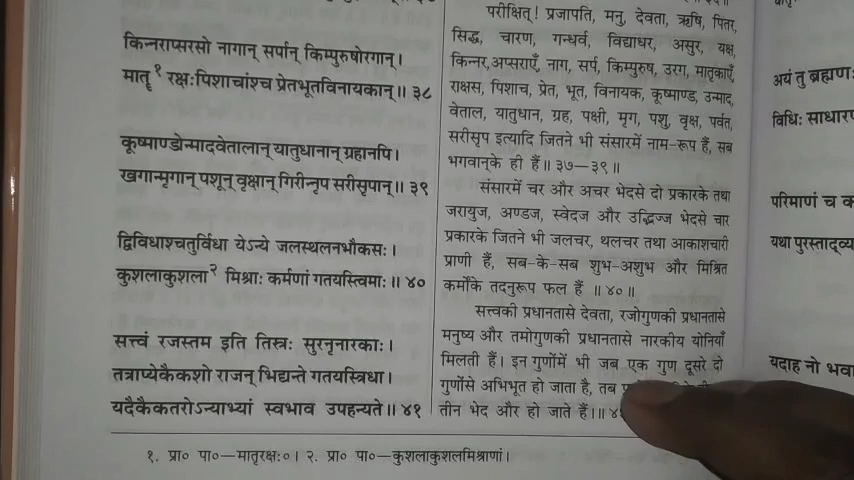 किन्नराप्सरसो नागान् सर्पान् किम्पुरुषोरगान्।
मातॄ१ रक्षःपिशाचांश्च प्रेतभूतविनायकान्॥ ३८
कूष्माण्डोन्मादवेतालान् यातुधानान् ग्रहानपि।
खगान्मृगान् पशून् वृक्षान् गिरीन्नृप सरीसृपान्॥ ३९
द्विविधाश्चतुर्विधा येऽन्ये जलस्थलनभौकसः।
कुशलाकुशला२ मिश्राः कर्मणां गतयस्त्विमाः॥ ४०
सत्त्वं रजस्तम इति तिस्रः सुरनृनारकाः।
तत्राप्येकैकशो राजन् भिद्यन्ते गतयस्त्रिधा।
यदैकैकतरोऽन्याभ्यां स्वभाव उपहन्यते॥ ४१
परीक्षित्! प्रजापति, मनु, देवता, ऋषि, पितर,
सिद्ध, चारण, गन्धर्व, विद्याधर, असुर, यक्ष,
किन्नर,अप्सराएँ, नाग, सर्प, किम्पुरुष, उरग, मातृकाएँ,
राक्षस, पिशाच, प्रेत, भूत, विनायक, कूष्माण्ड, उन्माद,
वेताल, यातुधान, ग्रह, पक्षी, मृग, पशु, वृक्ष, पर्वत,
सरीसृप इत्यादि जितने भी संसारमें नाम-रूप हैं, सब
भगवान्‌के ही हैं॥ ३७—३९॥
संसारमें चर और अचर भेदसे दो प्रकारके तथा
जरायुज, अण्डज, स्वेदज और उद्भिज्ज भेदसे चार
प्रकारके जितने भी जलचर, थलचर तथा आकाशचारी
प्राणी हैं, सब-के-सब शुभ-अशुभ और मिश्रित
कर्मोंके तदनुरूप फल हैं ॥ ४०॥
सत्त्वकी प्रधानतासे देवता, रजोगुणकी प्रधानतासे
मनुष्य और तमोगुणकी प्रधानतासे नारकीय योनियाँ
मिलती हैं। इन गुणोंमें भी जब एक गुण दूसरे दो
गुणोंसे अभिभूत हो जाता है, तब
तीन भेद और हो जाते हैं।॥
१. प्रा० पा०—मातृरक्षः०। २. प्रा० पा०—कुशलाकुशलमिश्राणां।
अयं तु ब्रह्मणः
विधिः
परिमाणं च
यथा
यदाह नो